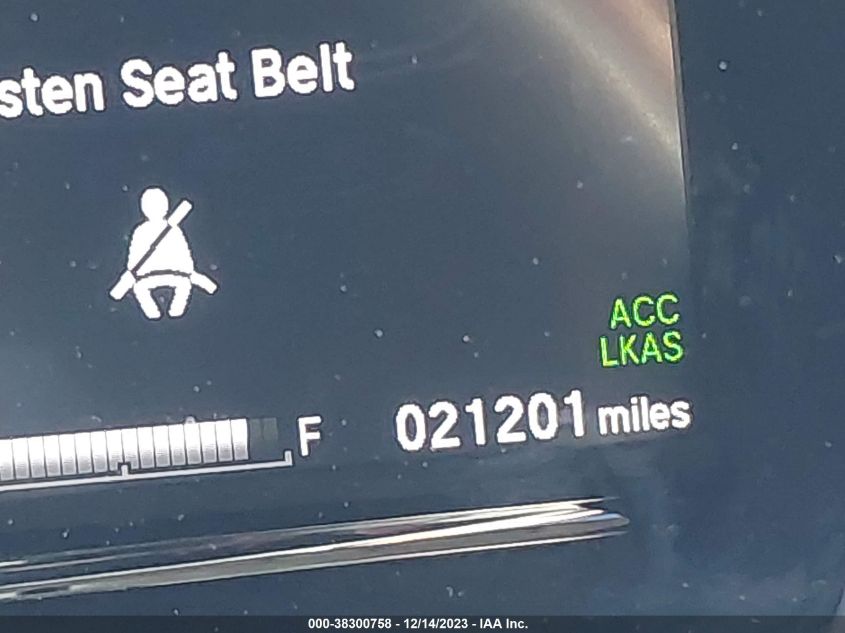 sten Seat Belt
ACC
LKAS
021201 miles
F
000-38300758 - 12/14/2023 - IAA Inc.